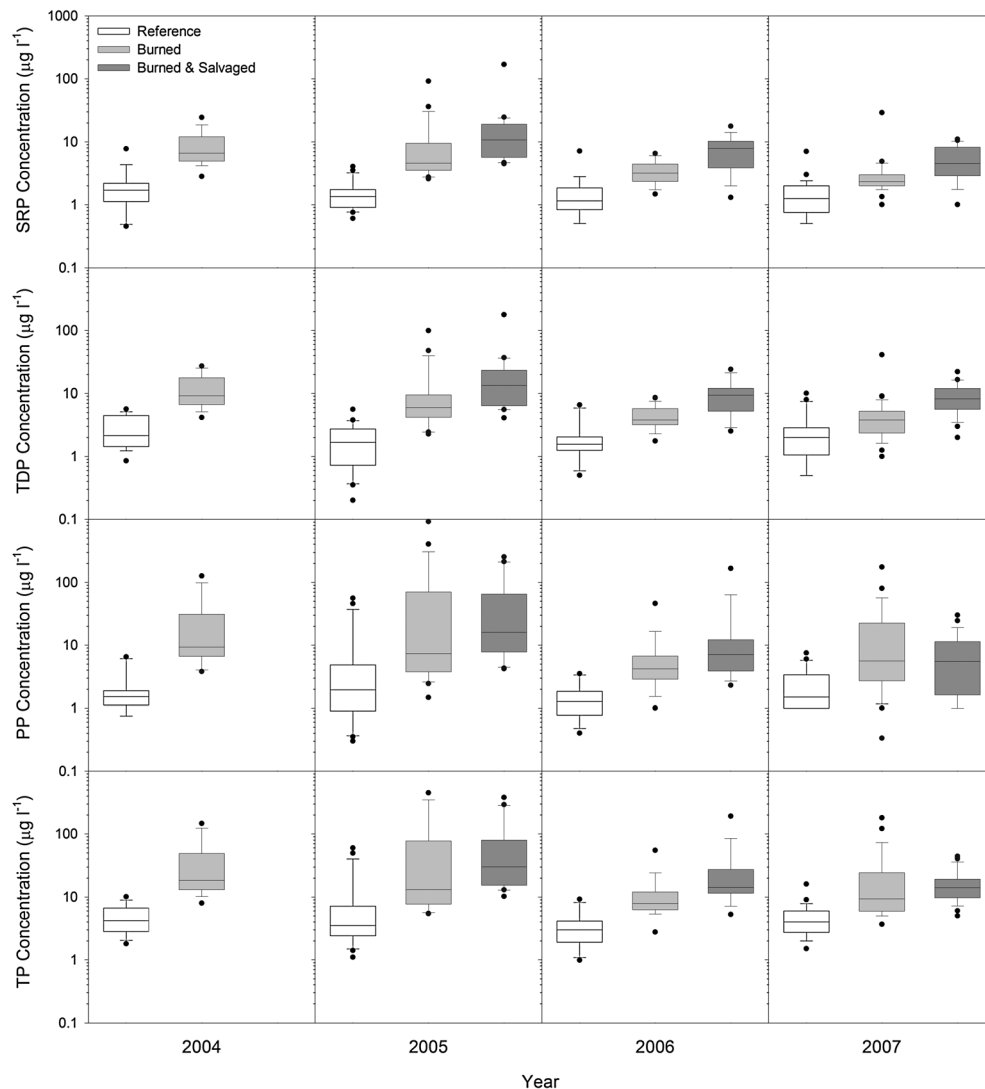 1000
100
10
1
0.1
SRP Concentration (µg l⁻¹)
Reference
Burned
Burned & Salvaged
100
10
1
0.1
TDP Concentration (µg l⁻¹)
100
10
1
0.1
PP Concentration (µg l⁻¹)
100
10
1
0.1
TP Concentration (µg l⁻¹)
2004 2005 2006 2007
Year